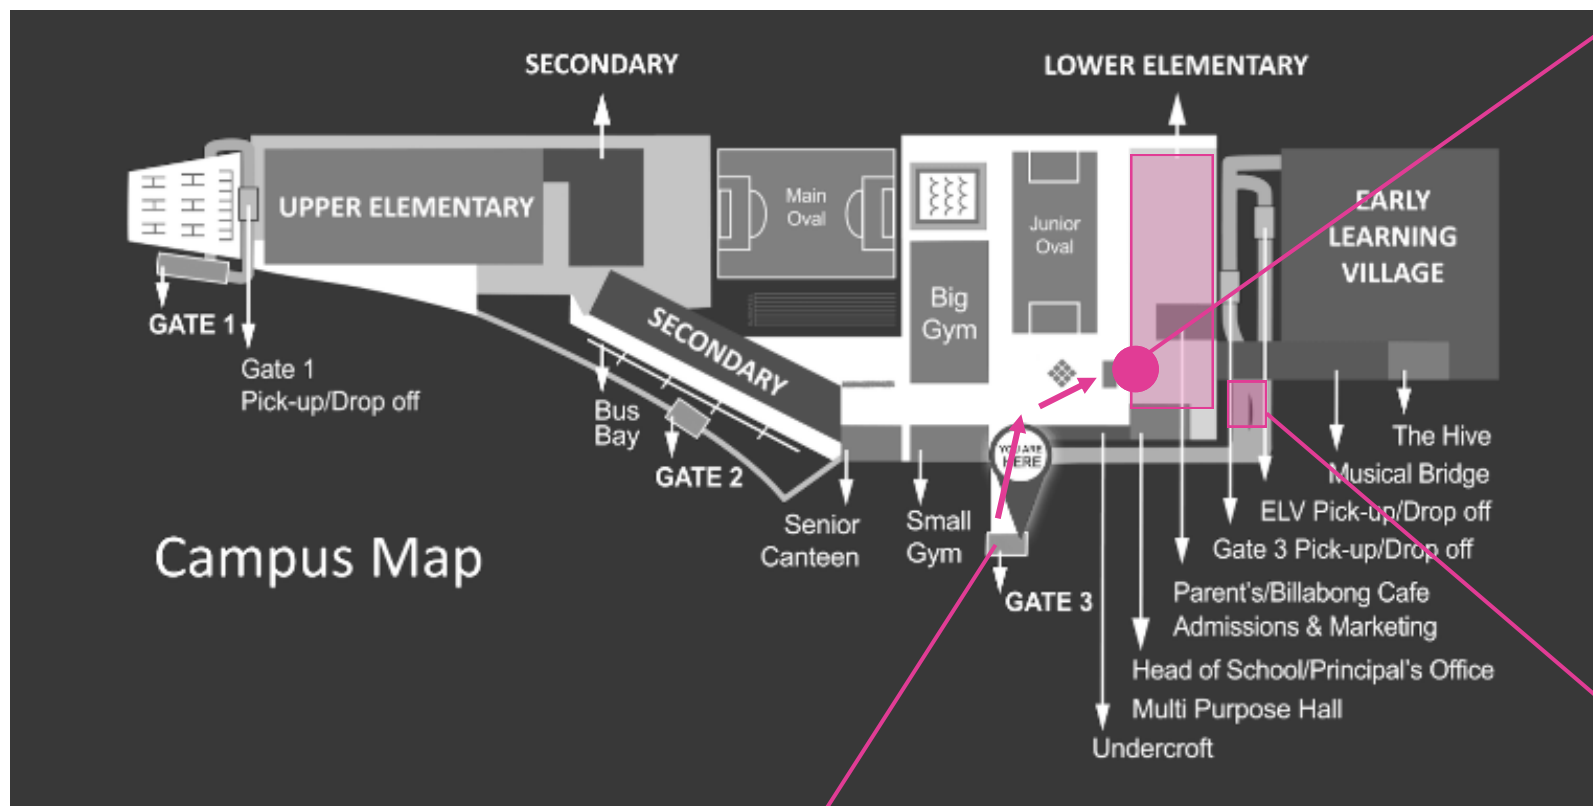 SECONDARY
LOWER ELEMENTARY
UPPER ELEMENTARY
Main
Oval
Junior
Oval
EARLY
LEARNING
VILLAGE
Big
Gym
SECONDARY
GATE 1
Gate 1
Pick-up/Drop off
Bus
Bay
GATE 2
YOU ARE
HERE
Senior
Canteen
Small
Gym
GATE 3
The Hive
Musical Bridge
ELV Pick-up/Drop off
Gate 3 Pick-up/Drop off
Parent's/Billabong Cafe
Admissions & Marketing
Head of School/Principal's Office
Multi Purpose Hall
Undercroft
Campus Map